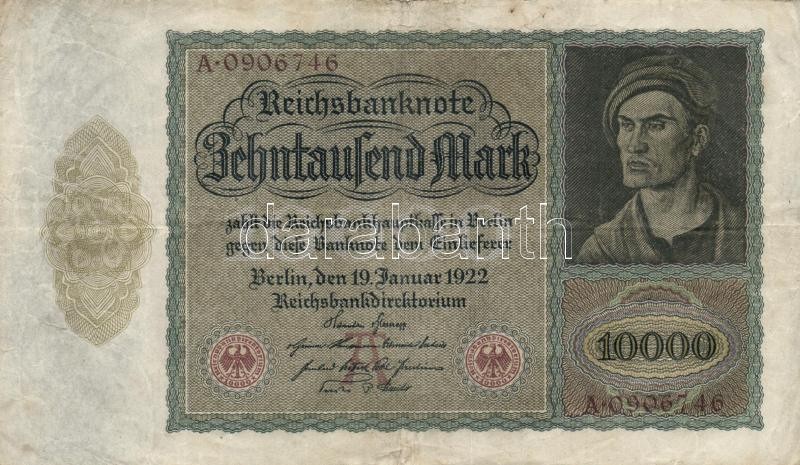 A·0906746
Reichsbanknote
Zehntausend Mark
zahlt die Reichsbankhauptkasse in Berlin
gegen diese Banknote dem Einlieferer
darabanth
Berlin, den 19. Januar 1922
Reichsbankdirektorium
10000
A·0906746